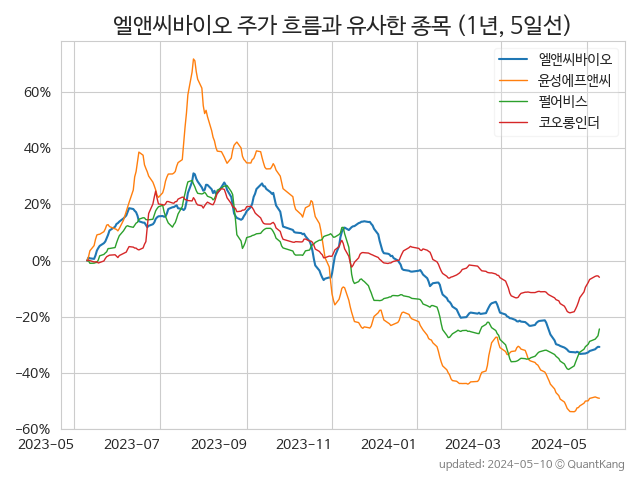 엘앤씨바이오 주가 흐름과 유사한 종목 (1년, 5일선)
엘앤씨바이오
윤성에프앤씨
펄어비스
코오롱인더
60%
40%
20%
0%
−20%
−40%
−60%
2023-05
2023-07
2023-09
2023-11
2024-01
2024-03
2024-05
updated: 2024-05-10 © QuantKang